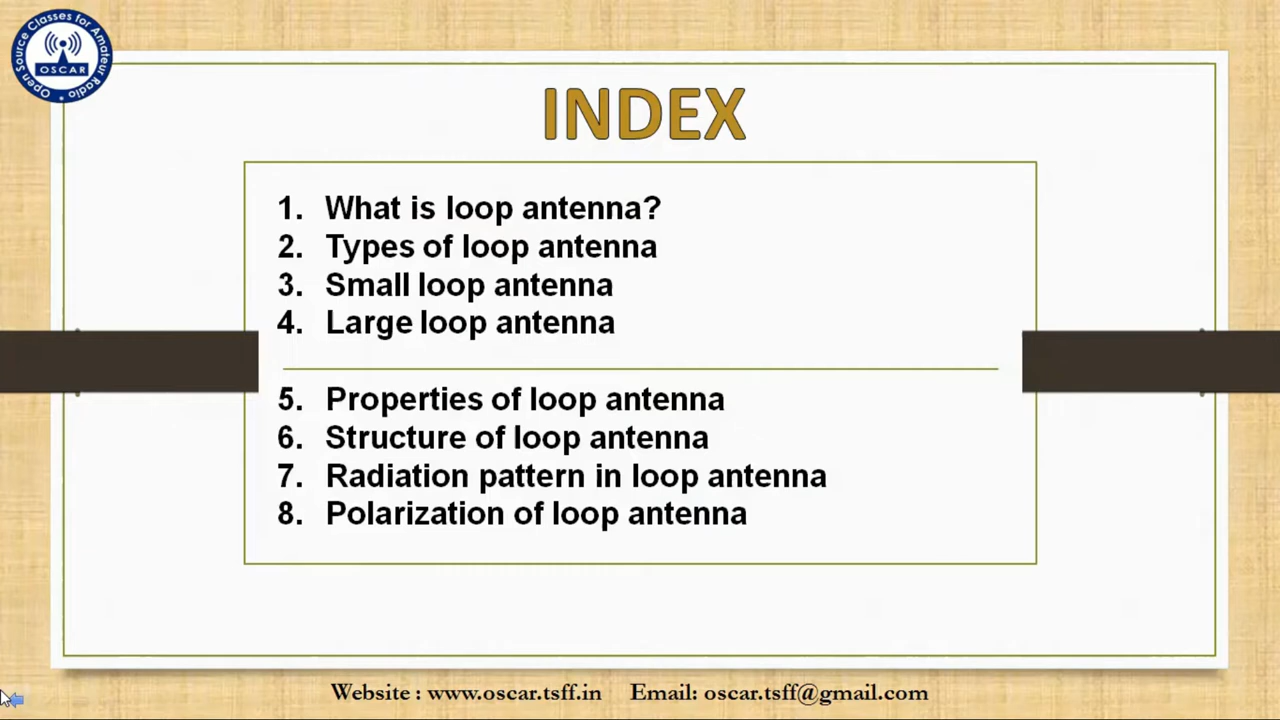 Open Source Classes for Amateur Radio
OSCAR
INDEX
1. What is loop antenna?
2. Types of loop antenna
3. Small loop antenna
4. Large loop antenna
5. Properties of loop antenna
6. Structure of loop antenna
7. Radiation pattern in loop antenna
8. Polarization of loop antenna
Website : www.oscar.tsff.in Email: oscar.tsff@gmail.com